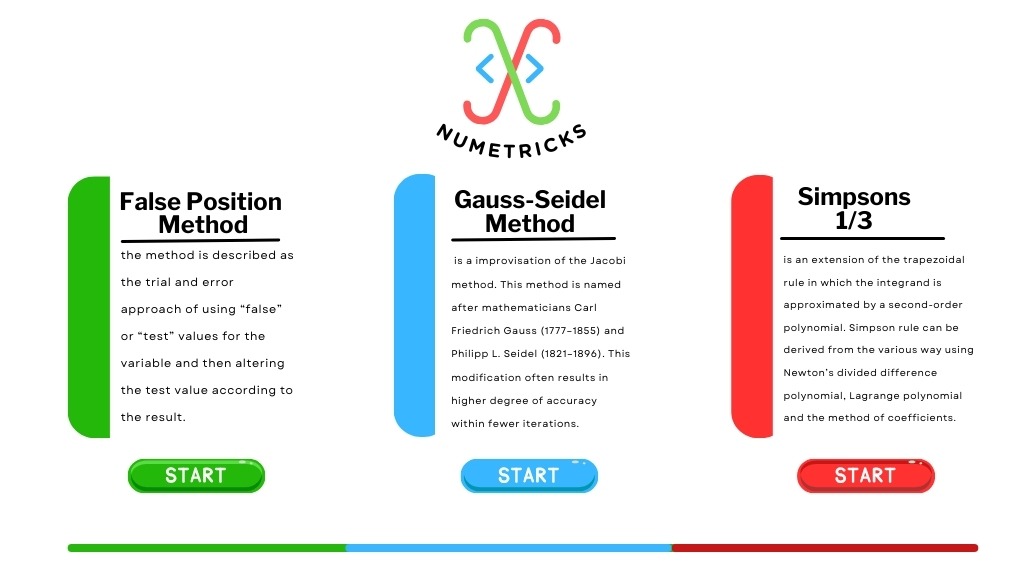 NUMETRICKS
False Position
Method
the method is described as
the trial and error
approach of using “false”
or “test” values for the
variable and then altering
the test value according to
the result.
START
Gauss-Seidel
Method
is a improvisation of the Jacobi
method. This method is named
after mathematicians Carl
Friedrich Gauss (1777–1855) and
Philipp L. Seidel (1821–1896). This
modification often results in
higher degree of accuracy
within fewer iterations.
START
Simpsons
1/3
is an extension of the trapezoidal
rule in which the integrand is
approximated by a second-order
polynomial. Simpson rule can be
derived from the various way using
Newton’s divided difference
polynomial, Lagrange polynomial
and the method of coefficients.
START